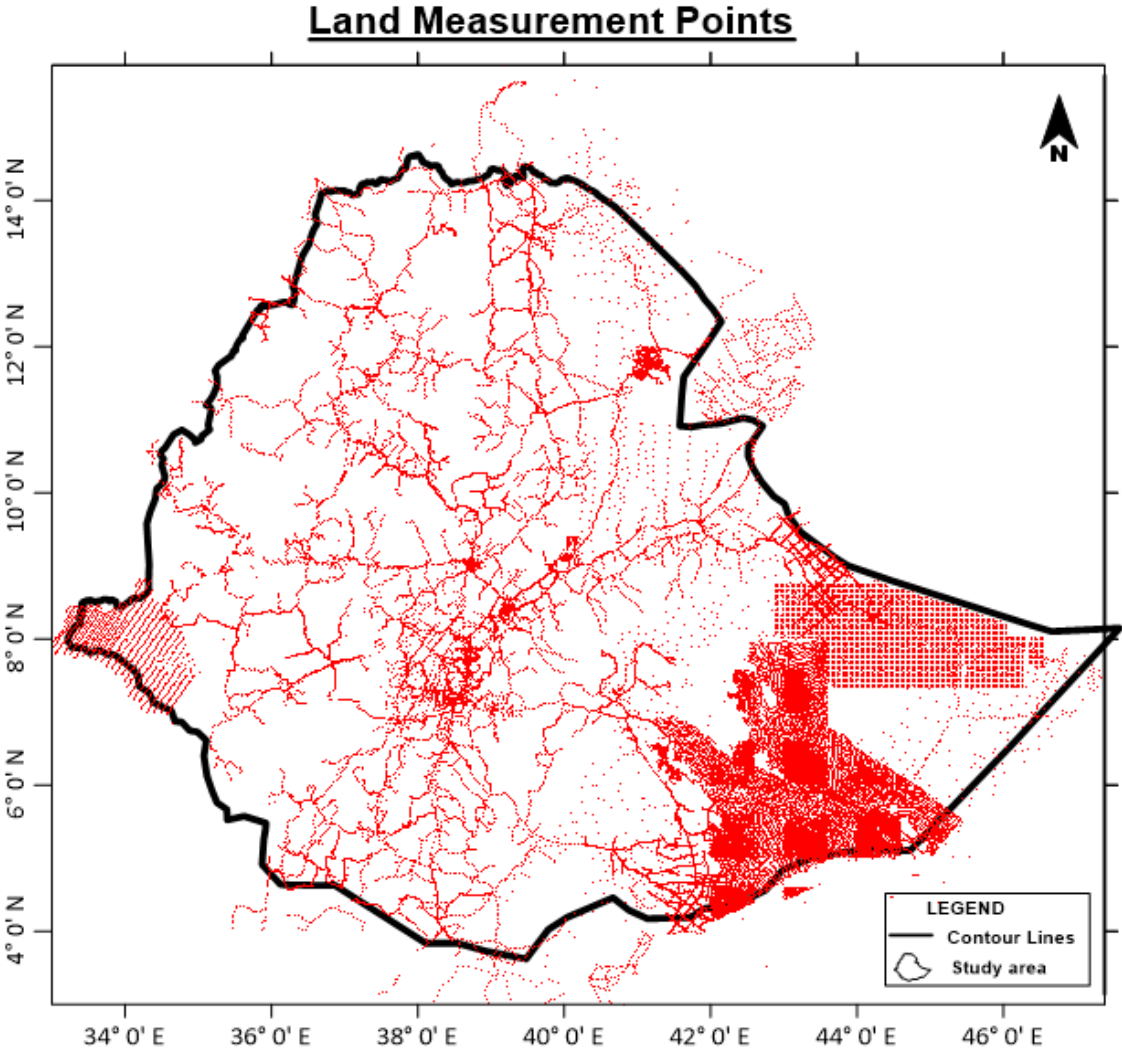 Land Measurement Points
N
14° 0' N
12° 0' N
10° 0' N
8° 0' N
6° 0' N
4° 0' N
LEGEND
Contour Lines
Study area
34° 0' E
36° 0' E
38° 0' E
40° 0' E
42° 0' E
44° 0' E
46° 0' E